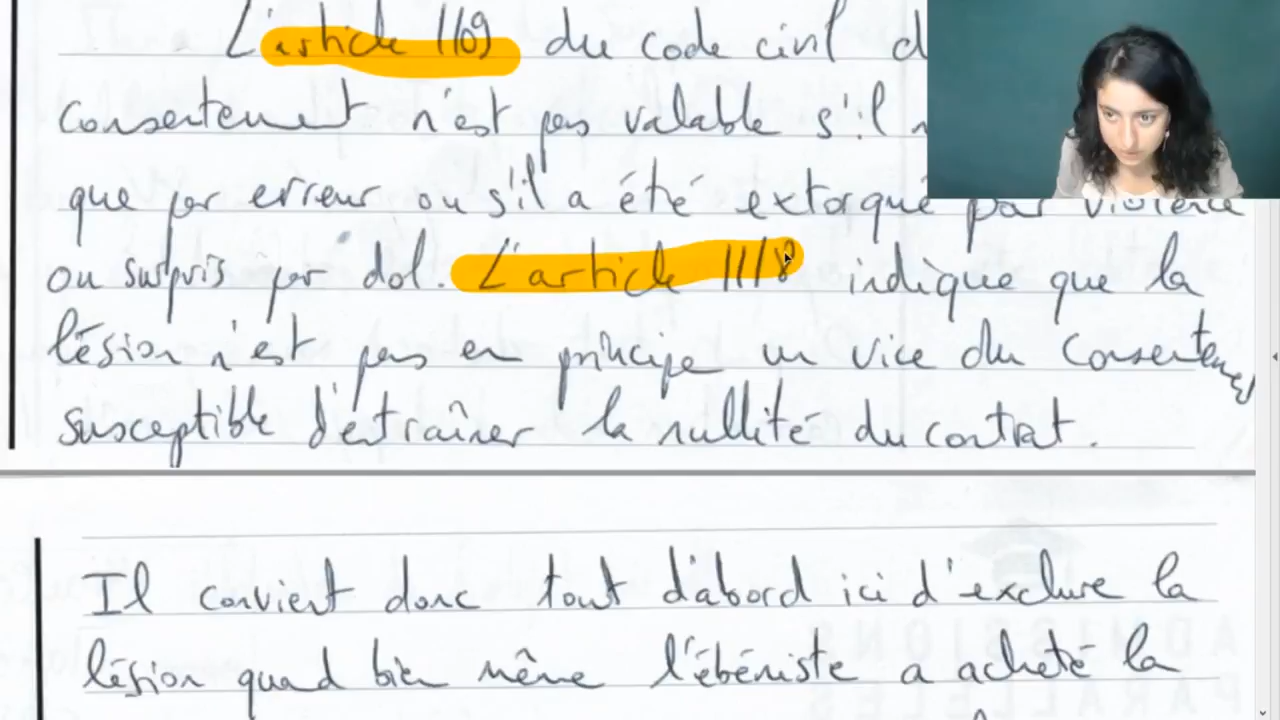 L'article 1109 du code civil d
consentement n'est pas valable s'il n
que par erreur ou s'il a été extorqué par violence
ou surpris par dol. L'article 1118 indique que la
lésion n'est pas en principe un vice du consentement
susceptible d'entraîner la nullité du contrat.
Il convient donc tout d'abord ici d'exclure la
lésion quand bien même l'ébéniste a acheté la
ADMISSIONS
PARALLELES